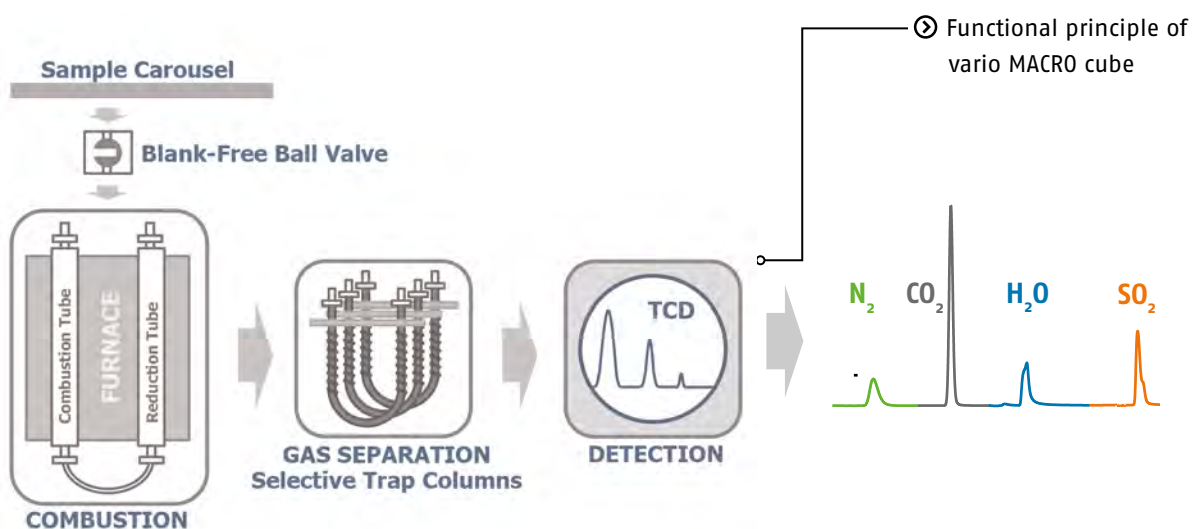 Functional principle of
vario MACRO cube
Sample Carousel
Blank-Free Ball Valve
Combustion Tube
FURNACE
Reduction Tube
COMBUSTION
GAS SEPARATION
Selective Trap Columns
TCD
DETECTION
N₂ CO₂ H₂O SO₂